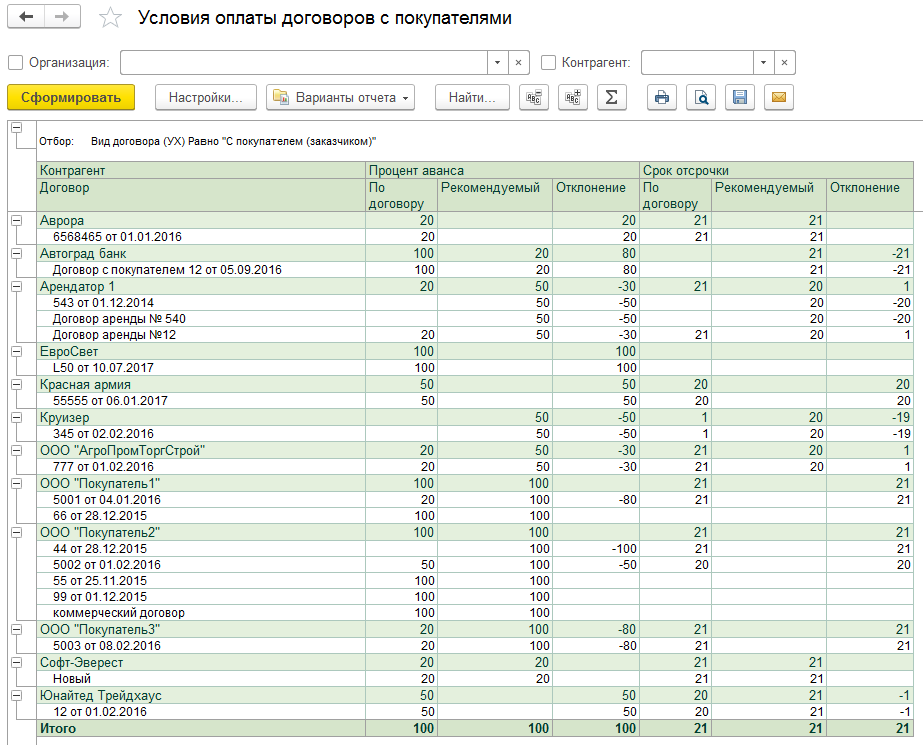 Условия оплаты договоров с покупателями
Организация: Контрагент:
Сформировать Настройки... Варианты отчета Найти...
Отбор: Вид договора (УХ) Равно "С покупателем (заказчиком)"
Контрагент Процент аванса Срок отсрочки
Договор По договору Рекомендуемый Отклонение По договору Рекомендуемый Отклонение
Аврора 20 20 21 21
6568465 от 01.01.2016 20 20 21 21
Автоград банк 100 20 80 21 -21
Договор с покупателем 12 от 05.09.2016 100 20 80 21 -21
Арендатор 1 20 50 -30 21 20 1
543 от 01.12.2014 50 -50 20 -20
Договор аренды № 540 50 -50 20 -20
Договор аренды №12 20 50 -30 21 20 1
ЕвроСвет 100 100
L50 от 10.07.2017 100 100
Красная армия 50 50 20 20
55555 от 06.01.2017 50 50 20 20
Круизер 50 -50 1 20 -19
345 от 02.02.2016 50 -50 1 20 -19
ООО "АгроПромТоргСтрой" 20 50 -30 21 20 1
777 от 01.02.2016 20 50 -30 21 20 1
ООО "Покупатель1" 100 100 21 21
5001 от 04.01.2016 20 100 -80 21 21
66 от 28.12.2015 100 100
ООО "Покупатель2" 100 100 21 21
44 от 28.12.2015 100 -100 21 21
5002 от 01.02.2016 50 100 -50 20 20
55 от 25.11.2015 100 100
99 от 01.12.2015 100 100
коммерческий договор 100 100
ООО "Покупатель3" 20 100 -80 21 21
5003 от 08.02.2016 20 100 -80 21 21
Софт-Эверест 20 20 21 21
Новый 20 20 21 21
Юнайтед Трейдхаус 50 50 20 21 -1
12 от 01.02.2016 50 50 20 21 -1
Итого 100 100 100 21 21 21